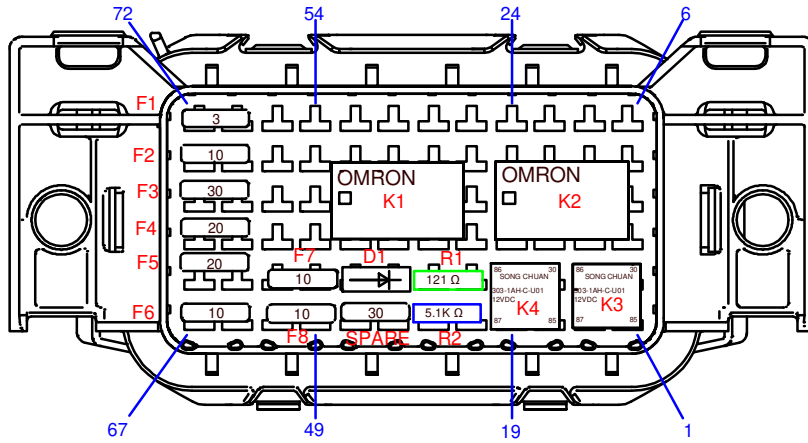 72 54 24 6
F1 3
F2 10
OMRON OMRON
F3 30 K1 K2
F4 20
F7 D1 R1 86 30 86 30
F5 20 10 121 Ω SONG CHUAN SONG CHUAN
303-1AH-C-U01 303-1AH-C-U01
12VDC K4 12VDC K3
F6 10 10 30 5.1K Ω 87 85 87 85
F8 SPARE R2
67 49 19 1